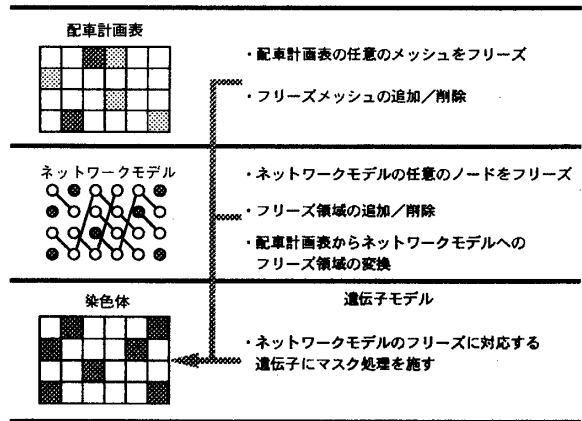 配車計画表
・配車計画表の任意のメッシュをフリーズ
・フリーズメッシュの追加／削除
ネットワークモデル
・ネットワークモデルの任意のノードをフリーズ
・フリーズ領域の追加／削除
・配車計画表からネットワークモデルへの
フリーズ領域の変換
染色体
遺伝子モデル
・ネットワークモデルのフリーズに対応する
遺伝子にマスク処理を施す